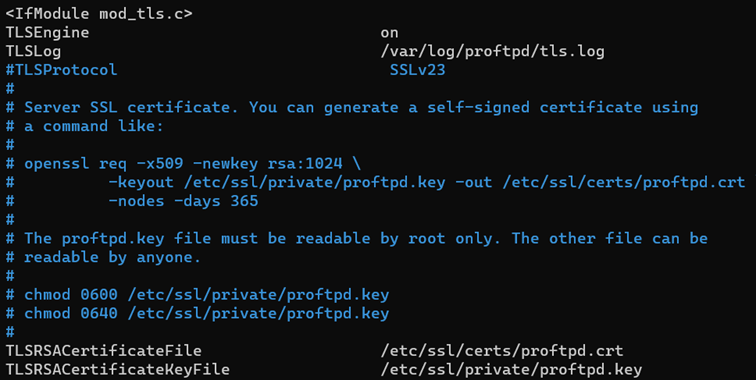 <IfModule mod_tls.c>
TLSEngine                               on
TLSLog                                  /var/log/proftpd/tls.log
#TLSProtocol                             SSLv23
#
# Server SSL certificate. You can generate a self-signed certificate using
# a command like:
#
# openssl req -x509 -newkey rsa:1024 \
#          -keyout /etc/ssl/private/proftpd.key -out /etc/ssl/certs/proftpd.crt \
#          -nodes -days 365
#
# The proftpd.key file must be readable by root only. The other file can be
# readable by anyone.
#
# chmod 0600 /etc/ssl/private/proftpd.key
# chmod 0640 /etc/ssl/private/proftpd.key
#
TLSRSACertificateFile                   /etc/ssl/certs/proftpd.crt
TLSRSACertificateKeyFile                /etc/ssl/private/proftpd.key